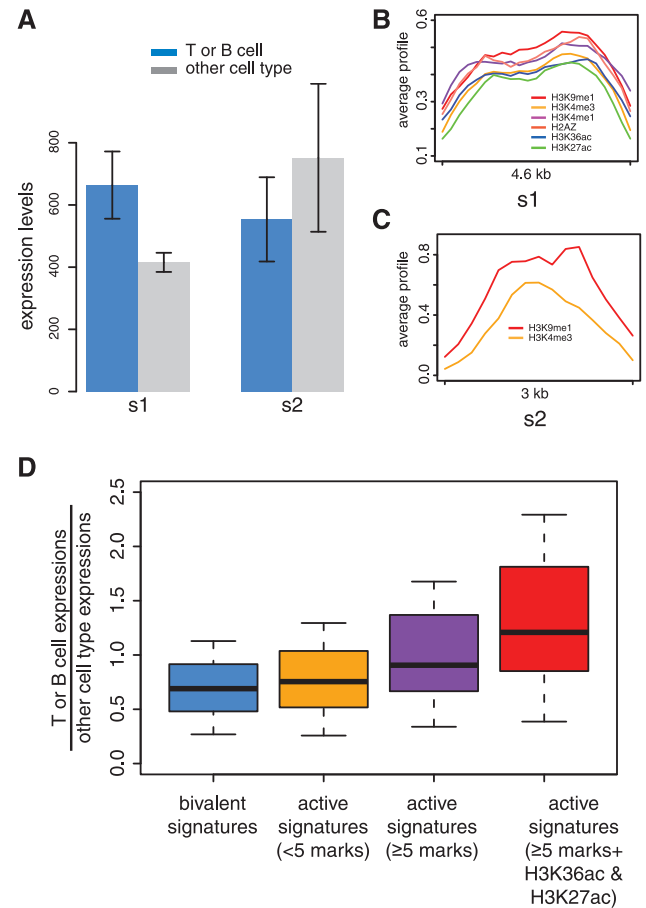 A
T or B cell
other cell type
expression levels
0
200
400
600
800
s1
s2
B
average profile
0.1
0.3
0.6
H3K9me1
H3K4me3
H3K4me1
H2AZ
H3K36ac
H3K27ac
4.6 kb
s1
C
average profile
0.0
0.4
0.8
H3K9me1
H3K4me3
3 kb
s2
D
T or B cell expressions
other cell type expressions
0.0
0.5
1.0
1.5
2.0
2.5
bivalent
signatures
active
signatures
(<5 marks)
active
signatures
(≥5 marks)
active
signatures
(≥5 marks+
H3K36ac &
H3K27ac)